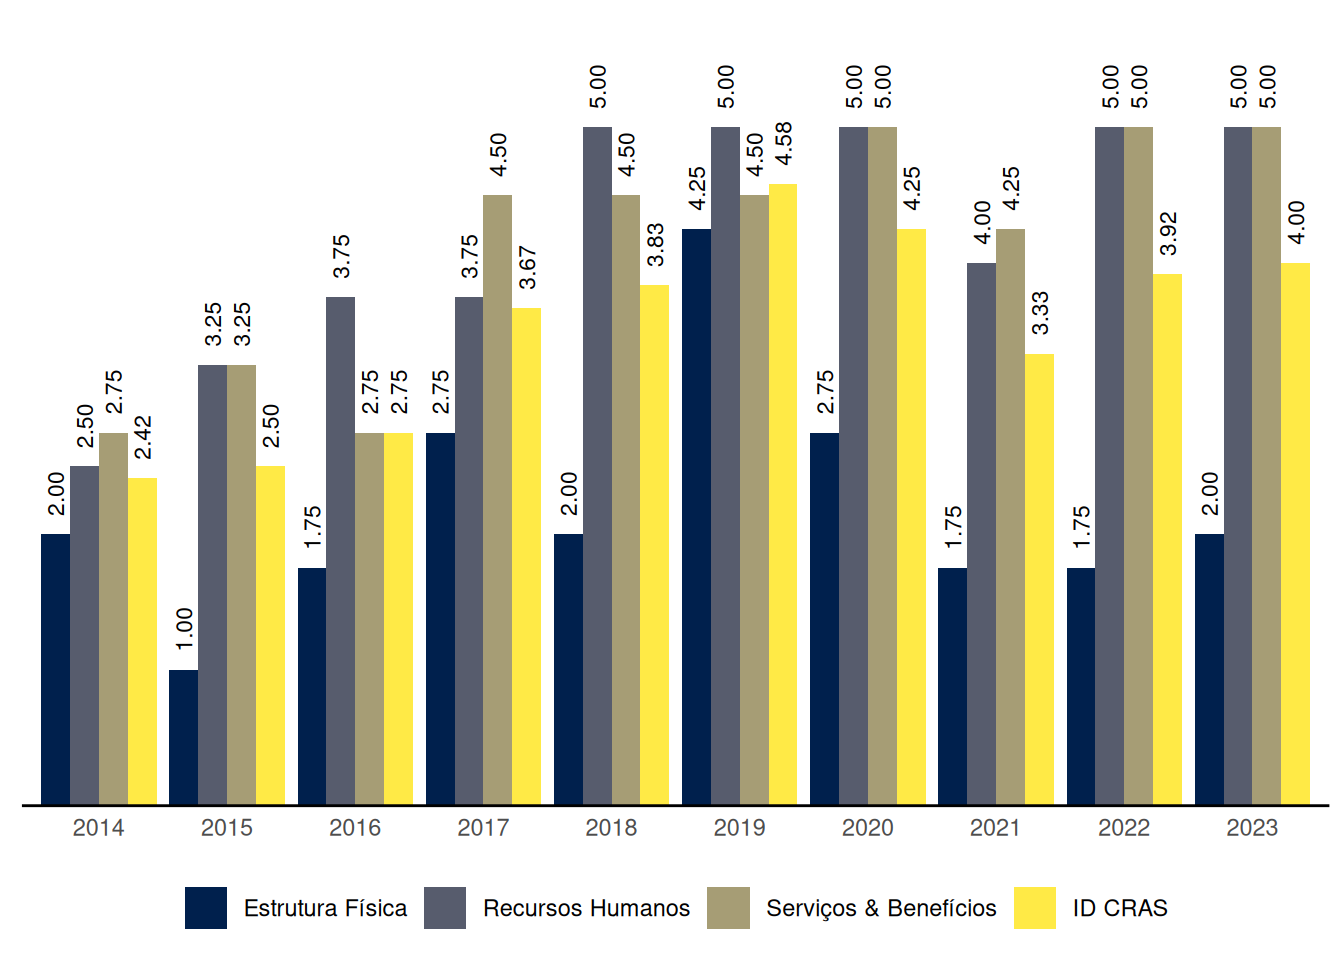 2.00 2.50 2.75 2.42
1.00 3.25 3.25 2.50
1.75 3.75 2.75 2.75
2.75 3.75 4.50 3.67
2.00 5.00 4.50 3.83
4.25 5.00 4.50 4.58
2.75 5.00 5.00 4.25
1.75 4.00 4.25 3.33
1.75 5.00 5.00 3.92
2.00 5.00 5.00 4.00
2014 2015 2016 2017 2018 2019 2020 2021 2022 2023
Estrutura Física Recursos Humanos Serviços & Benefícios ID CRAS